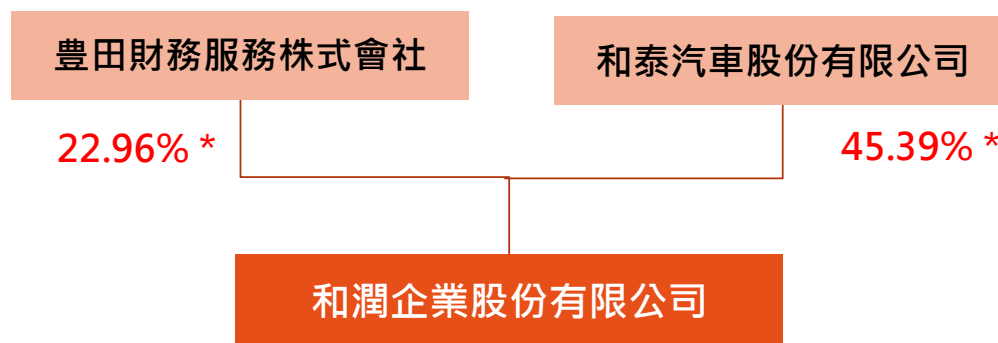 豊田財務服務株式會社
和泰汽車股份有限公司
22.96% *
45.39% *
和潤企業股份有限公司